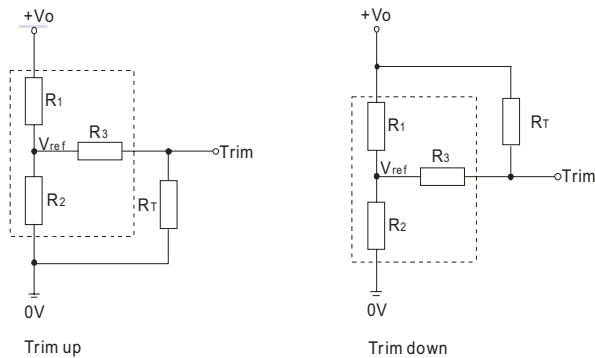 +Vo
R1
Vref
R3
Trim
R2
RT
0V
Trim up
+Vo
R1
RT
Vref
R3
Trim
R2
0V
Trim down